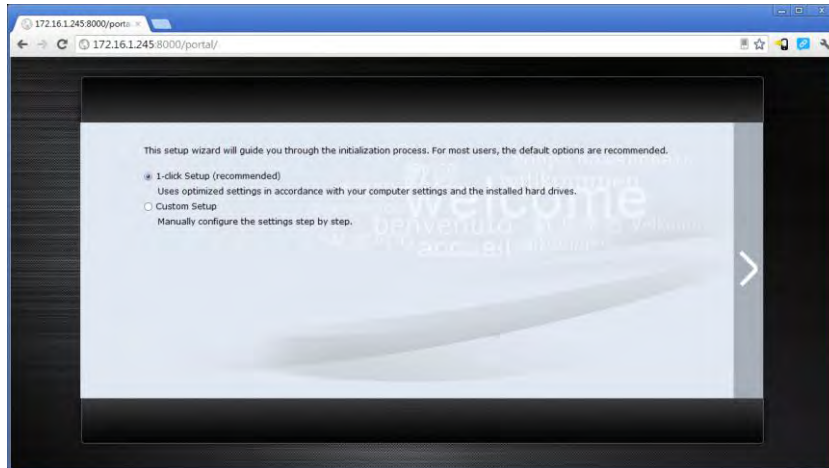 172.16.1.245:8000/porta
172.16.1.245:8000/portal/
This setup wizard will guide you through the initialization process. For most users, the default options are recommended.
1-click Setup (recommended)
Uses optimized settings in accordance with your computer settings and the installed hard drives.
Custom Setup
Manually configure the settings step by step.
welcome
benvenuto